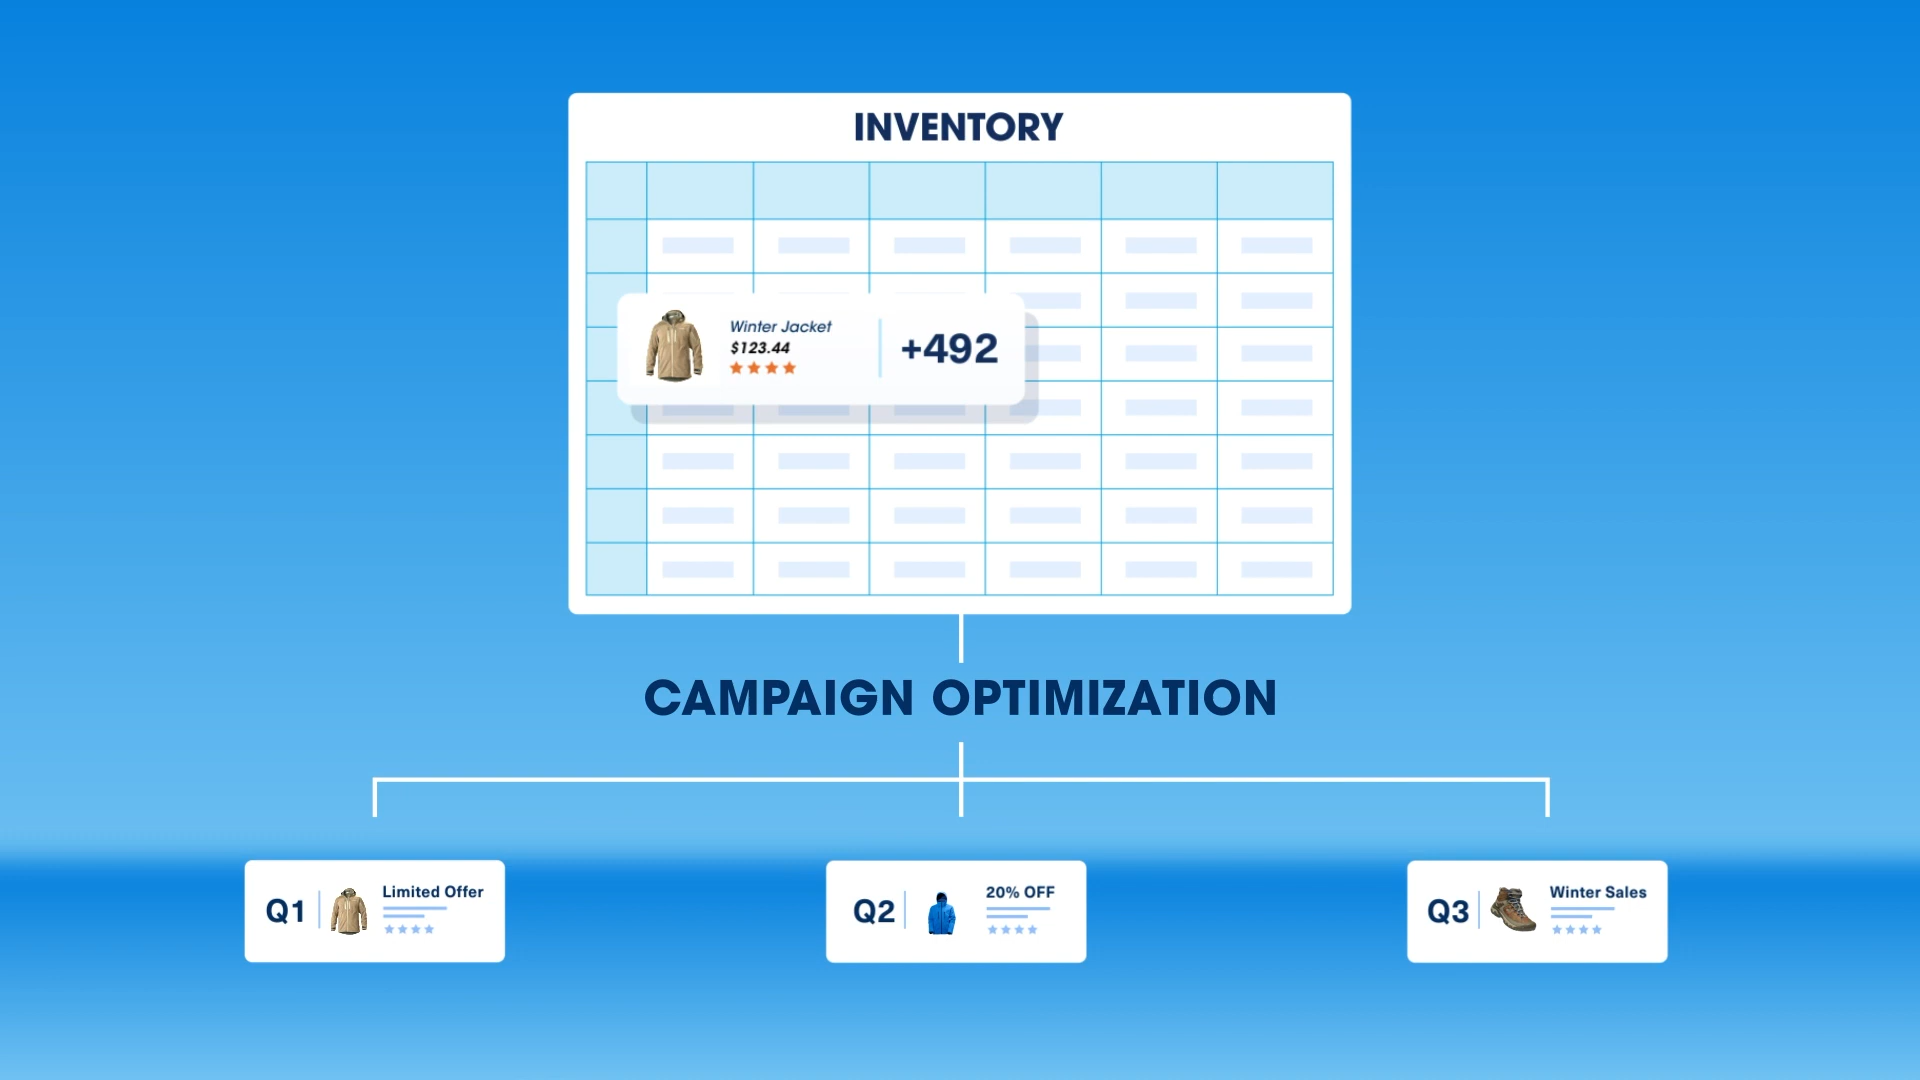 INVENTORY
Winter Jacket
$123.44
+492
CAMPAIGN OPTIMIZATION
Q1
Limited Offer
Q2
20% OFF
Q3
Winter Sales